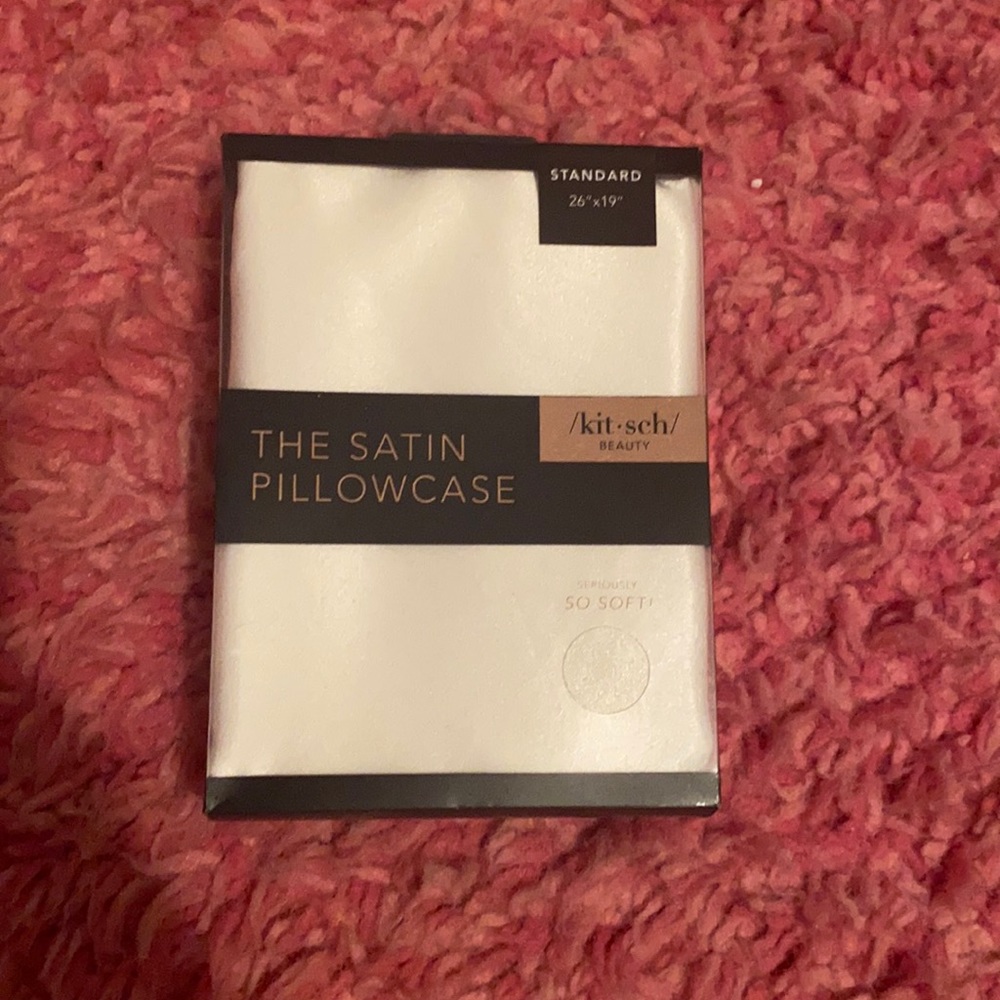 STANDARD
26"x19"
/kit·sch/
BEAUTY
THE SATIN
PILLOWCASE
SERIOUSLY
SO SOFT!